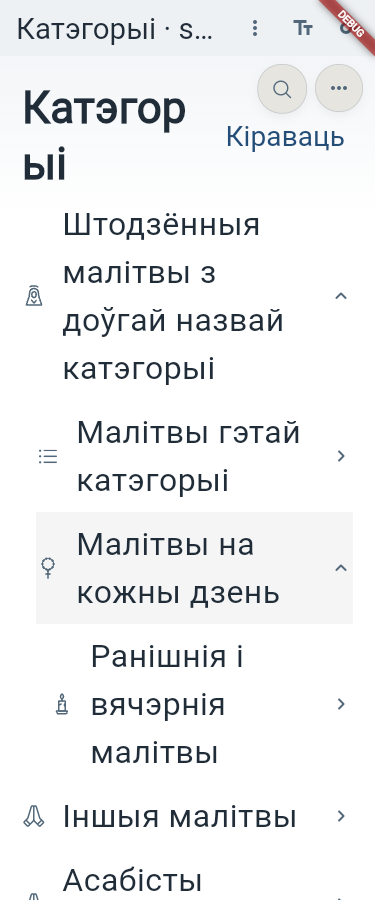 Катэгорыі · s…
DEBUG
Катэгор
ыі
Кіраваць
Штодзённыя
малітвы з
доўгай назвай
катэгорыі
Малітвы гэтай
катэгорыі
Малітвы на
кожны дзень
Ранішнія і
вячэрнія
малітвы
Іншыя малітвы
Асабісты